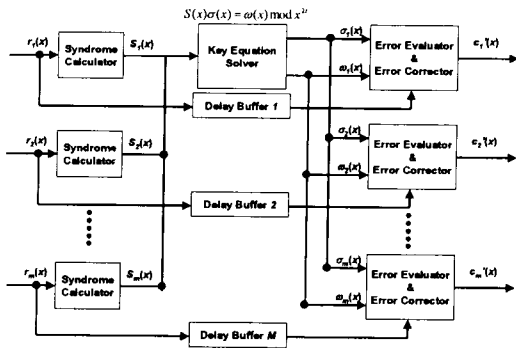 S(x)σ(x) = ω(x) mod x²ᵗ
r₁(x)
Syndrome
Calculator
S₁(x)
Key Equation
Solver
σ₁(x)
ω₁(x)
Error Evaluator
&
Error Corrector
c₁'(x)
Delay Buffer 1
r₂(x)
Syndrome
Calculator
S₂(x)
σ₂(x)
ω₂(x)
Error Evaluator
&
Error Corrector
c₂'(x)
Delay Buffer 2
rₘ(x)
Syndrome
Calculator
Sₘ(x)
σₘ(x)
ωₘ(x)
Error Evaluator
&
Error Corrector
cₘ'(x)
Delay Buffer M